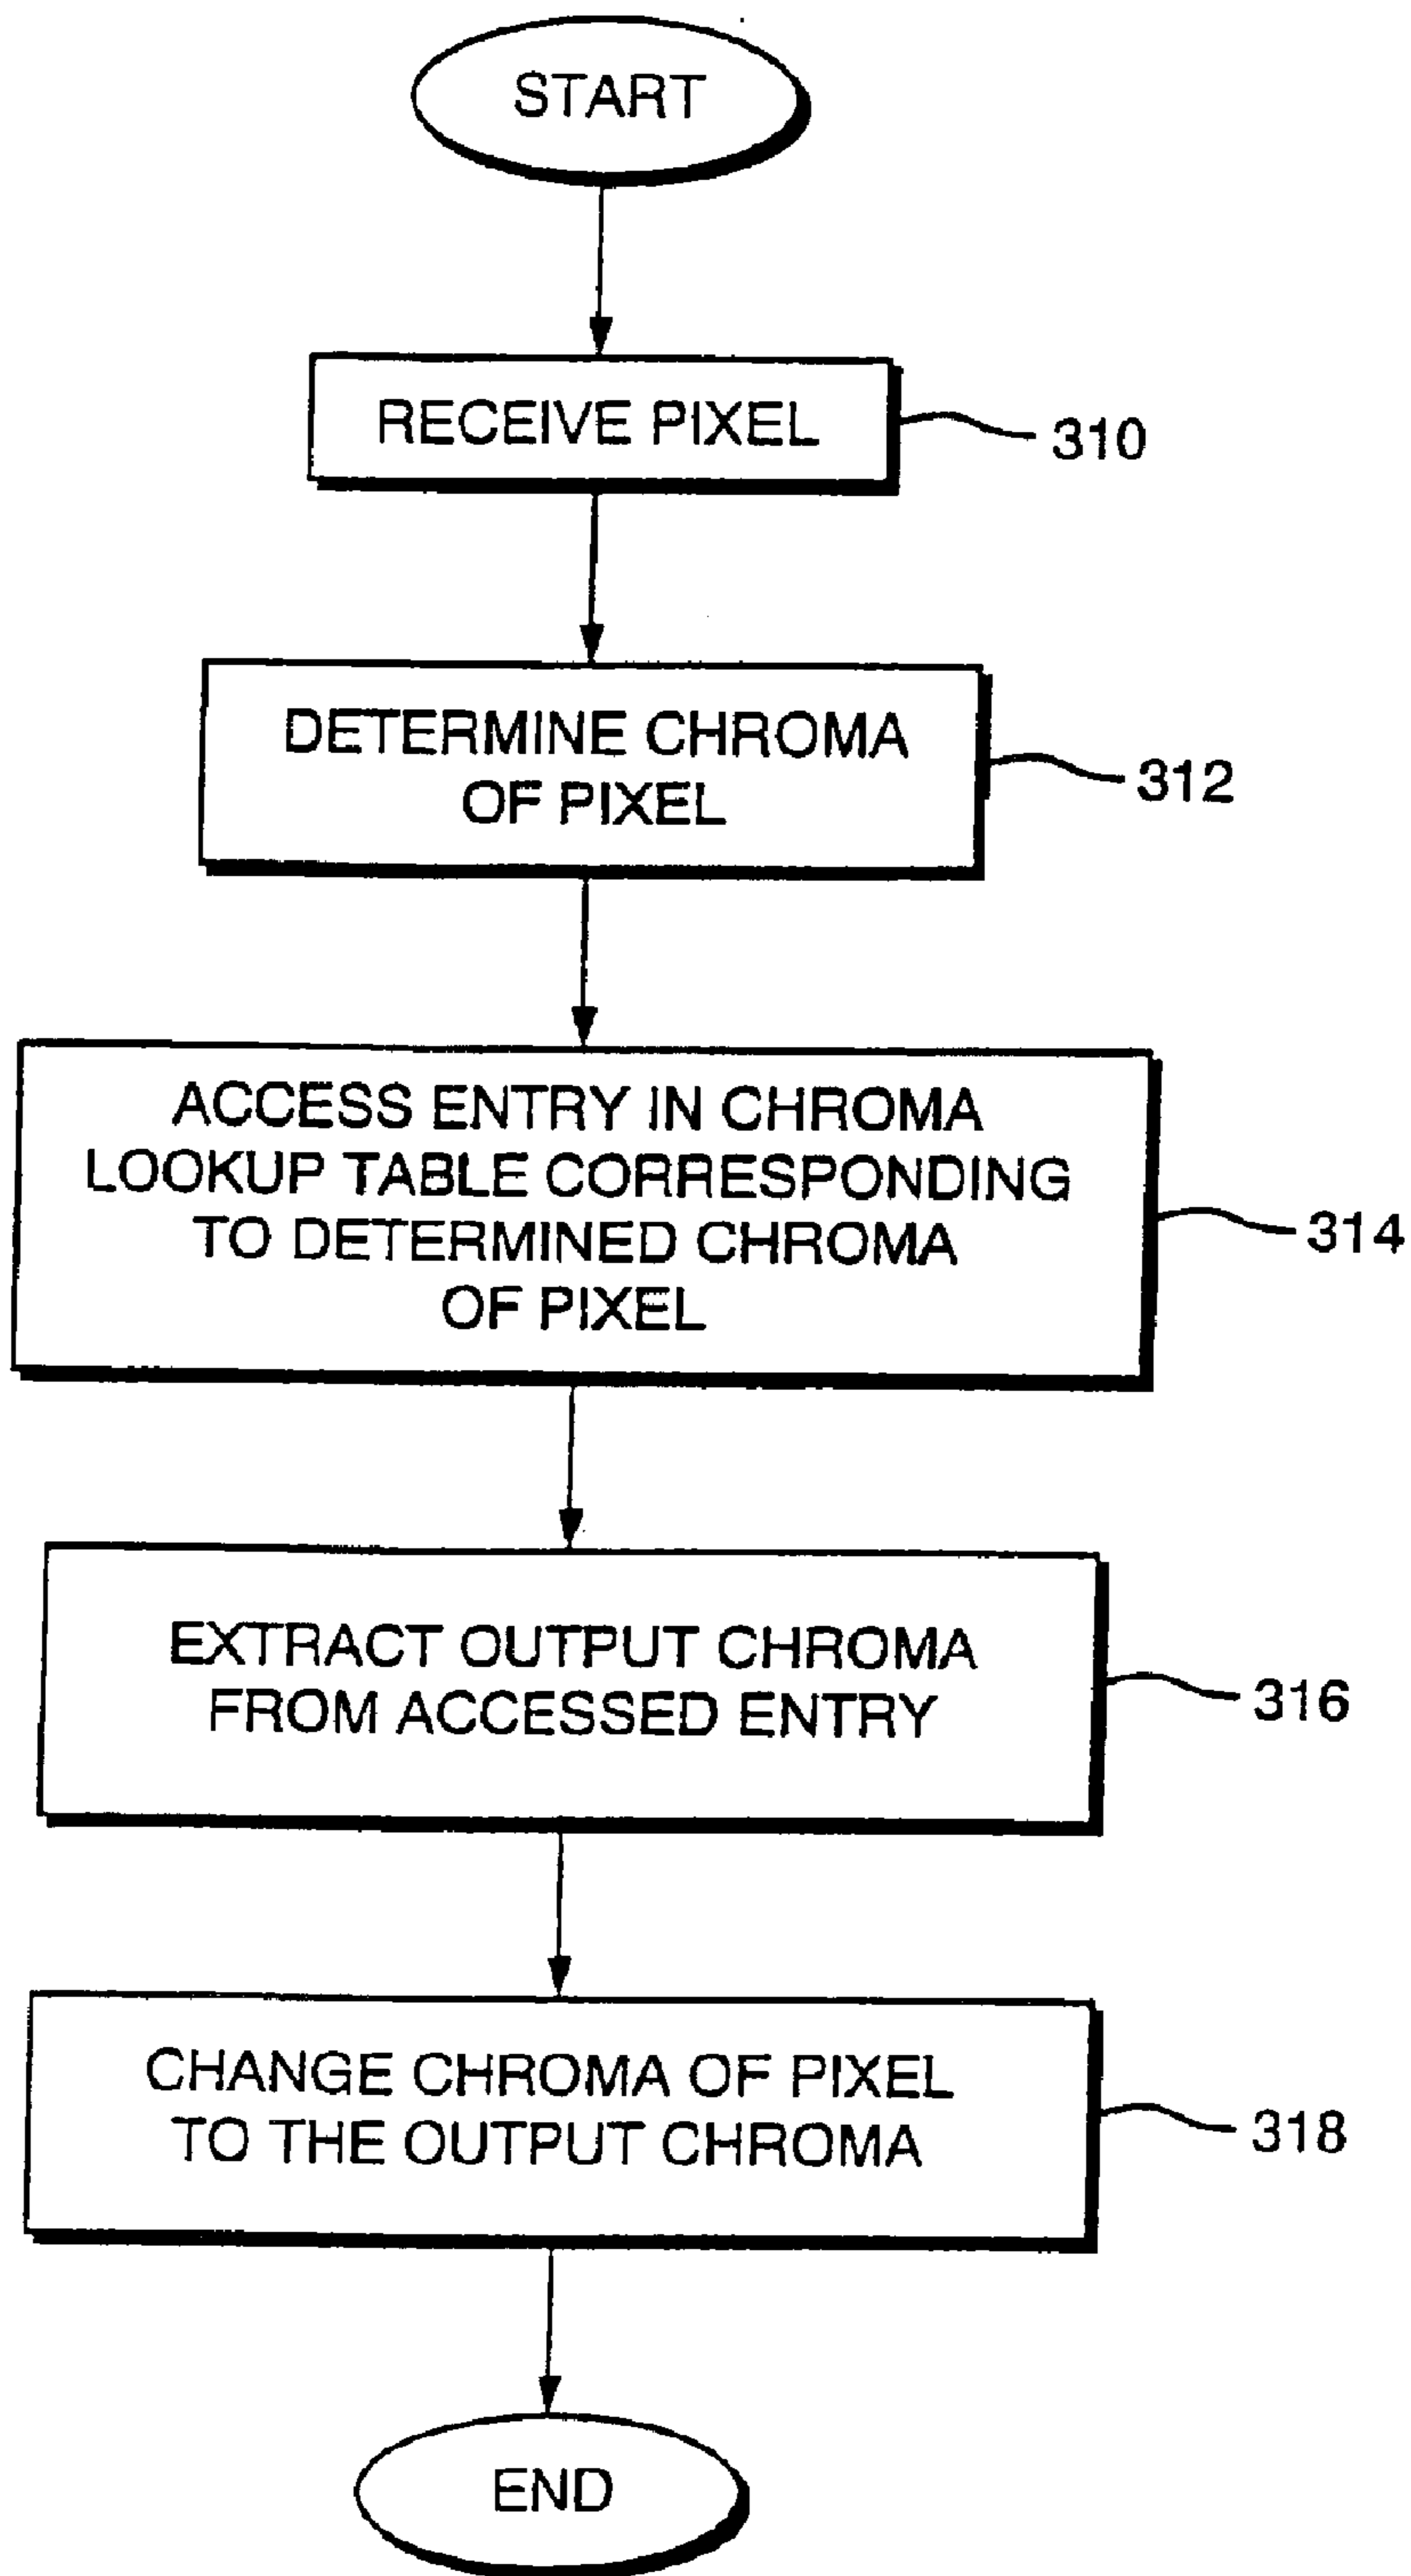 START
RECEIVE PIXEL
310
DETERMINE CHROMA
OF PIXEL
312
ACCESS ENTRY IN CHROMA
LOOKUP TABLE CORRESPONDING
TO DETERMINED CHROMA
OF PIXEL
314
EXTRACT OUTPUT CHROMA
FROM ACCESSED ENTRY
316
CHANGE CHROMA OF PIXEL
TO THE OUTPUT CHROMA
318
END